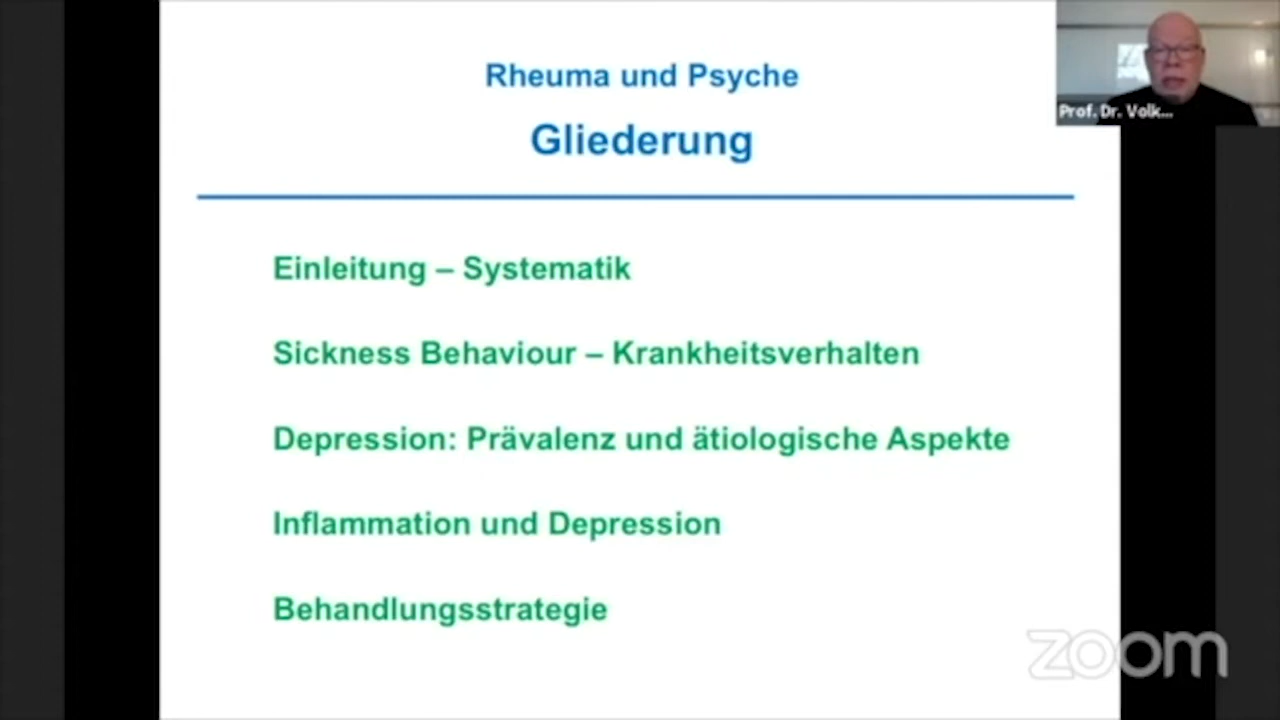 Rheuma und Psyche
Gliederung
Einleitung – Systematik
Sickness Behaviour – Krankheitsverhalten
Depression: Prävalenz und ätiologische Aspekte
Inflammation und Depression
Behandlungsstrategie
Prof. Dr. Volk...
zoom